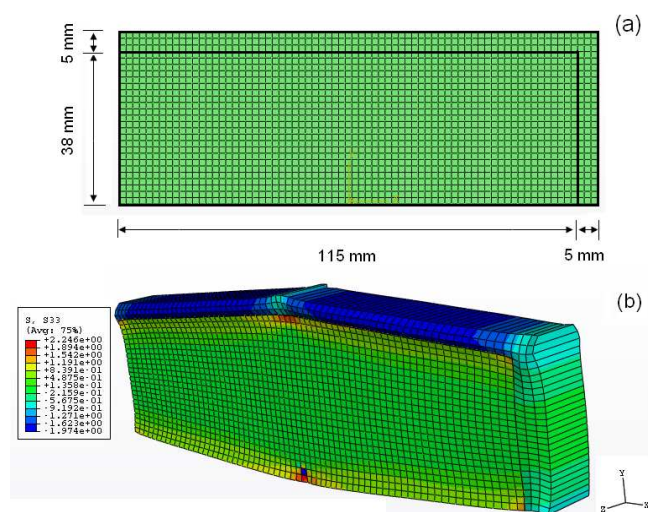 (a)
5 mm
38 mm
115 mm
5 mm
(b)
S, S33
(Avg: 75%)
+2.246e+00
+1.894e+00
+1.542e+00
+1.191e+00
+8.391e-01
+4.875e-01
+1.358e-01
-2.159e-01
-5.675e-01
-9.192e-01
-1.271e+00
-1.623e+00
-1.974e+00
Y
Z
X